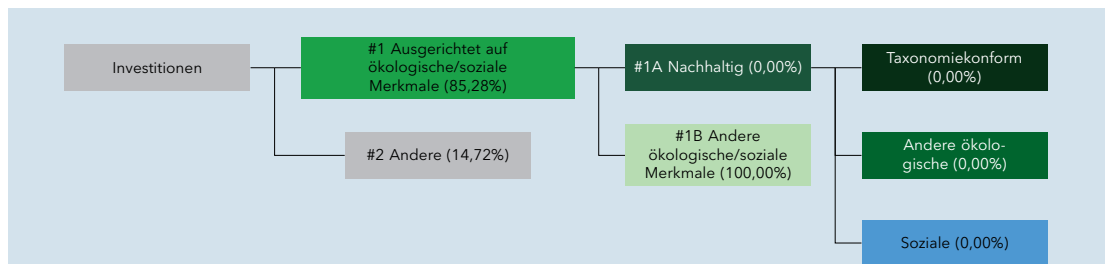 Investitionen
#1 Ausgerichtet auf
ökologische/soziale
Merkmale (85,28%)
#1A Nachhaltig (0,00%)
Taxonomiekonform
(0,00%)
#2 Andere (14,72%)
#1B Andere
ökologische/soziale
Merkmale (100,00%)
Andere ökolo-
gische (0,00%)
Soziale (0,00%)